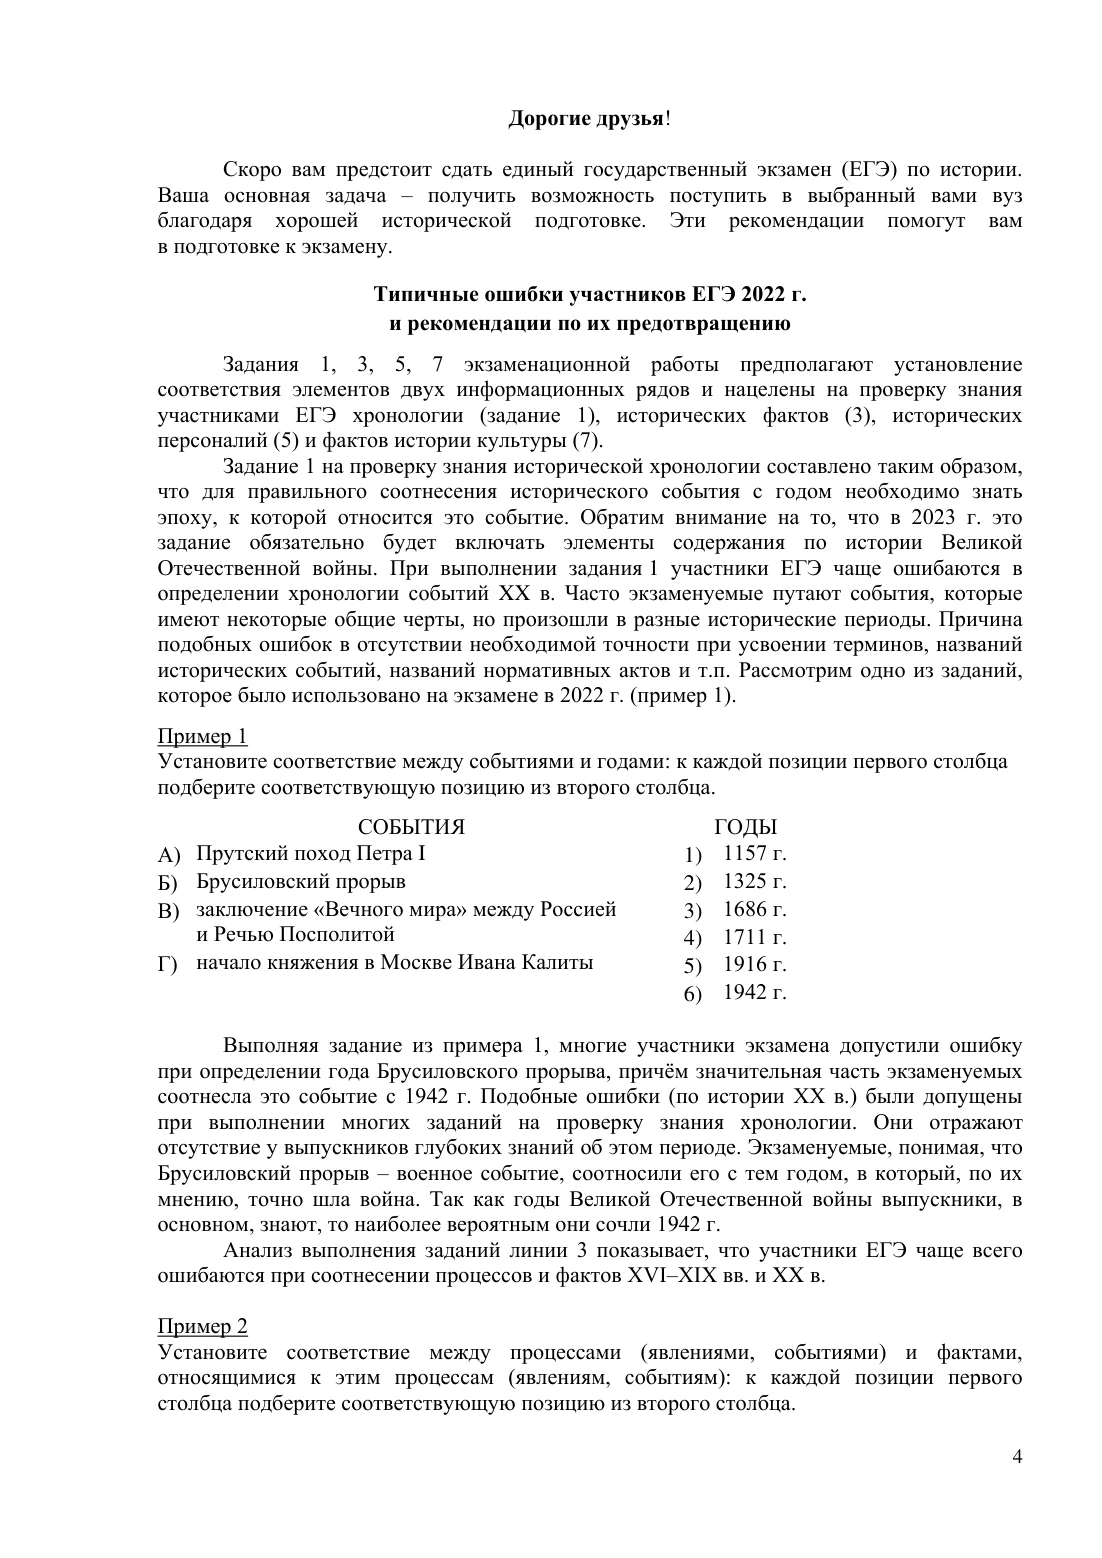 Дорогие друзья!
Скоро вам предстоит сдать единый государственный экзамен (ЕГЭ) по истории.
Ваша основная задача – получить возможность поступить в выбранный вами вуз
благодаря хорошей исторической подготовке. Эти рекомендации помогут вам
в подготовке к экзамену.
Типичные ошибки участников ЕГЭ 2022 г.
и рекомендации по их предотвращению
Задания 1, 3, 5, 7 экзаменационной работы предполагают установление
соответствия элементов двух информационных рядов и нацелены на проверку знания
участниками ЕГЭ хронологии (задание 1), исторических фактов (3), исторических
персоналий (5) и фактов истории культуры (7).
Задание 1 на проверку знания исторической хронологии составлено таким образом,
что для правильного соотнесения исторического события с годом необходимо знать
эпоху, к которой относится это событие. Обратим внимание на то, что в 2023 г. это
задание обязательно будет включать элементы содержания по истории Великой
Отечественной войны. При выполнении задания 1 участники ЕГЭ чаще ошибаются в
определении хронологии событий XX в. Часто экзаменуемые путают события, которые
имеют некоторые общие черты, но произошли в разные исторические периоды. Причина
подобных ошибок в отсутствии необходимой точности при усвоении терминов, названий
исторических событий, названий нормативных актов и т.п. Рассмотрим одно из заданий,
которое было использовано на экзамене в 2022 г. (пример 1).
Пример 1
Установите соответствие между событиями и годами: к каждой позиции первого столбца
подберите соответствующую позицию из второго столбца.
СОБЫТИЯ ГОДЫ
А) Прутский поход Петра I 1) 1157 г.
Б) Брусиловский прорыв 2) 1325 г.
В) заключение «Вечного мира» между Россией 3) 1686 г.
и Речью Посполитой 4) 1711 г.
Г) начало княжения в Москве Ивана Калиты 5) 1916 г.
6) 1942 г.
Выполняя задание из примера 1, многие участники экзамена допустили ошибку
при определении года Брусиловского прорыва, причём значительная часть экзаменуемых
соотнесла это событие с 1942 г. Подобные ошибки (по истории XX в.) были допущены
при выполнении многих заданий на проверку знания хронологии. Они отражают
отсутствие у выпускников глубоких знаний об этом периоде. Экзаменуемые, понимая, что
Брусиловский прорыв – военное событие, соотносили его с тем годом, в который, по их
мнению, точно шла война. Так как годы Великой Отечественной войны выпускники, в
основном, знают, то наиболее вероятным они сочли 1942 г.
Анализ выполнения заданий линии 3 показывает, что участники ЕГЭ чаще всего
ошибаются при соотнесении процессов и фактов XVI–XIX вв. и XX в.
Пример 2
Установите соответствие между процессами (явлениями, событиями) и фактами,
относящимися к этим процессам (явлениям, событиям): к каждой позиции первого
столбца подберите соответствующую позицию из второго столбца.
4